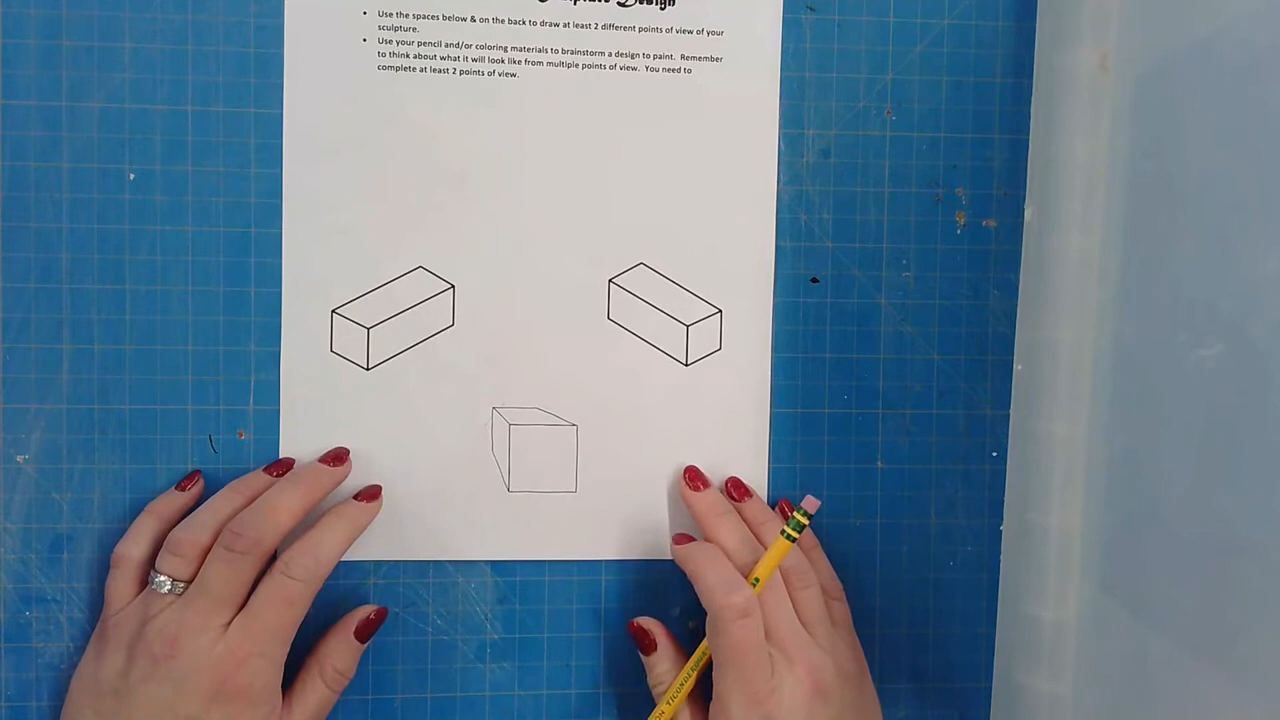 Design
• Use the spaces below & on the back to draw at least 2 different points of view of your
sculpture.
• Use your pencil and/or coloring materials to brainstorm a design to paint. Remember
to think about what it will look like from multiple points of view. You need to
complete at least 2 points of view.
TICONDEROGA